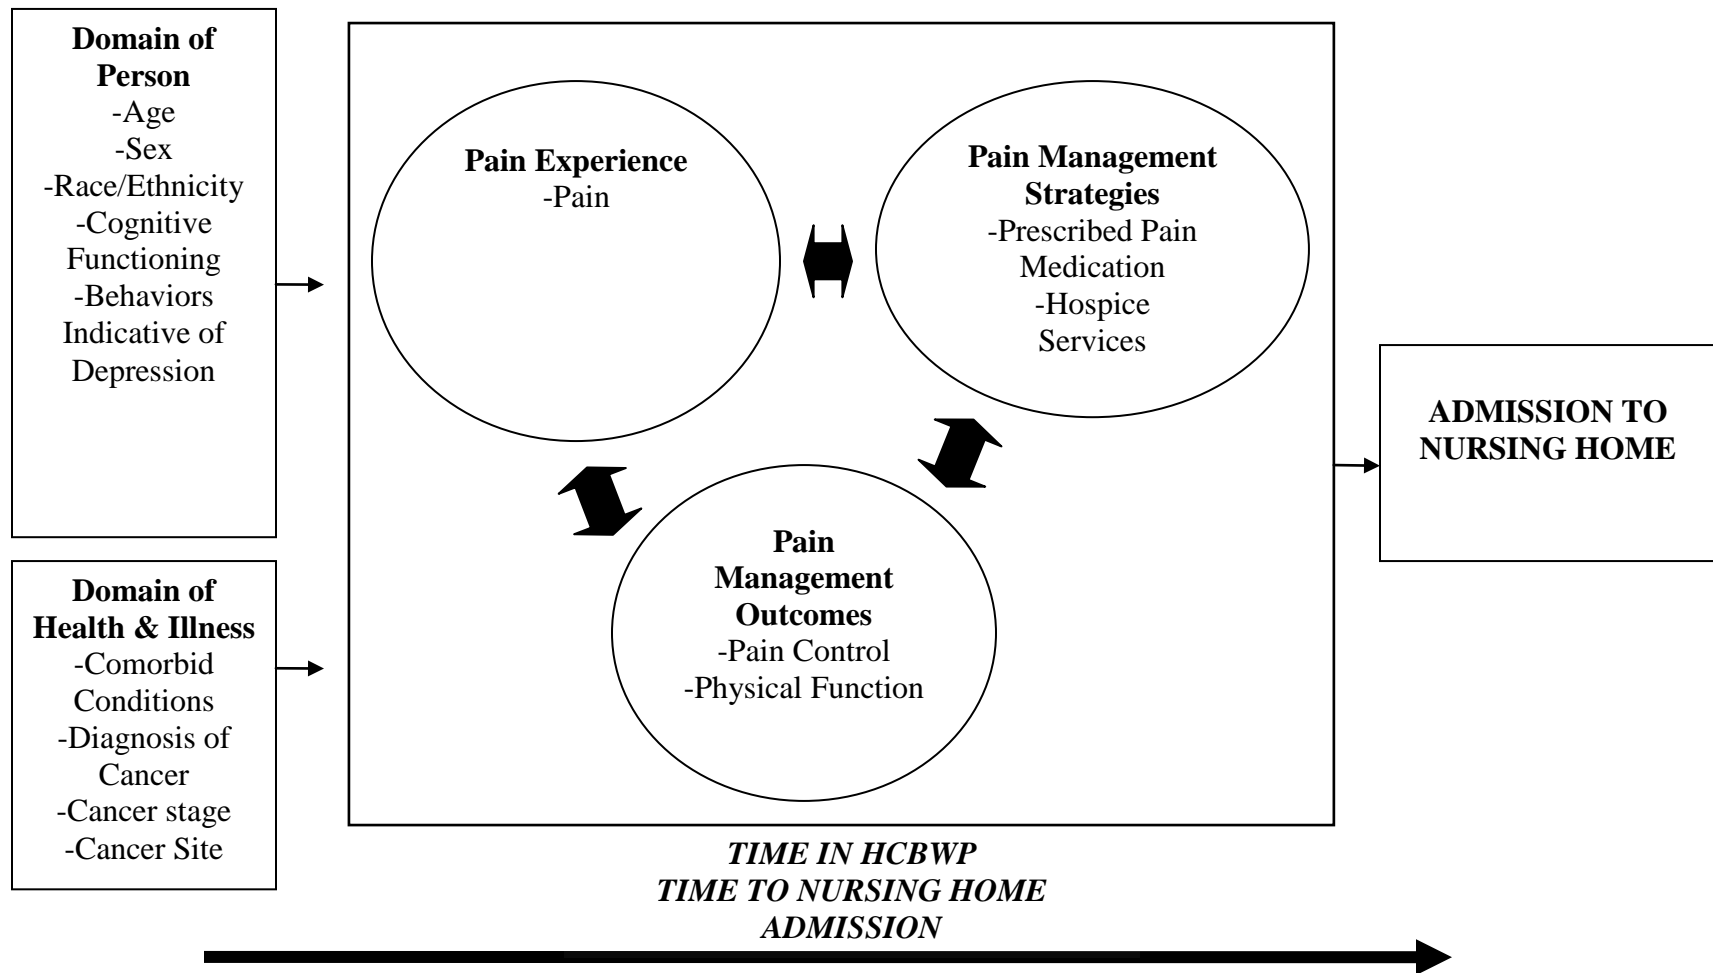 Domain of
Person
-Age
-Sex
-Race/Ethnicity
-Cognitive
Functioning
-Behaviors
Indicative of
Depression
Domain of
Health & Illness
-Comorbid
Conditions
-Diagnosis of
Cancer
-Cancer stage
-Cancer Site
Pain Experience
-Pain
Pain Management
Strategies
-Prescribed Pain
Medication
-Hospice
Services
Pain
Management
Outcomes
-Pain Control
-Physical Function
ADMISSION TO
NURSING HOME
TIME IN HCBWP
TIME TO NURSING HOME
ADMISSION